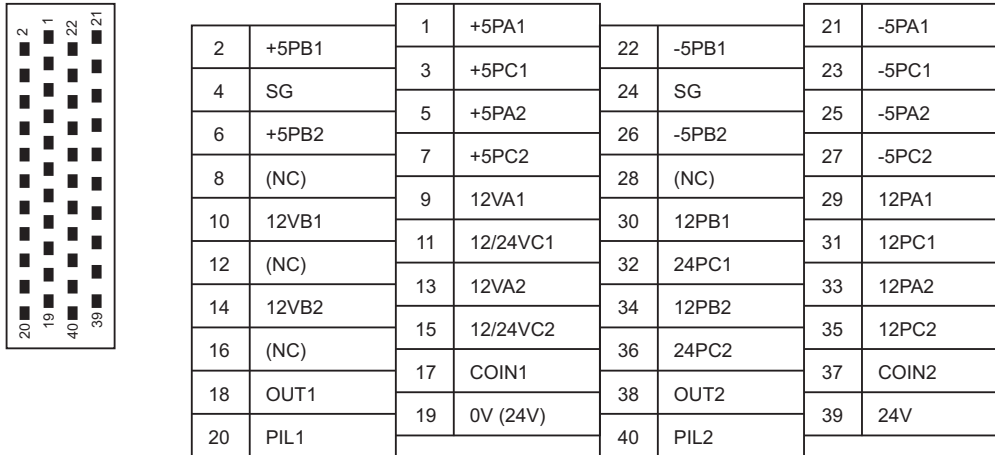 2 1 22 21
20 19 40 39
1 +5PA1
3 +5PC1
5 +5PA2
7 +5PC2
9 12VA1
11 12/24VC1
13 12VA2
15 12/24VC2
17 COIN1
19 0V (24V)
2 +5PB1
4 SG
6 +5PB2
8 (NC)
10 12VB1
12 (NC)
14 12VB2
16 (NC)
18 OUT1
20 PIL1
21 -5PA1
23 -5PC1
25 -5PA2
27 -5PC2
29 12PA1
31 12PC1
33 12PA2
35 12PC2
37 COIN2
39 24V
22 -5PB1
24 SG
26 -5PB2
28 (NC)
30 12PB1
32 24PC1
34 12PB2
36 24PC2
38 OUT2
40 PIL2